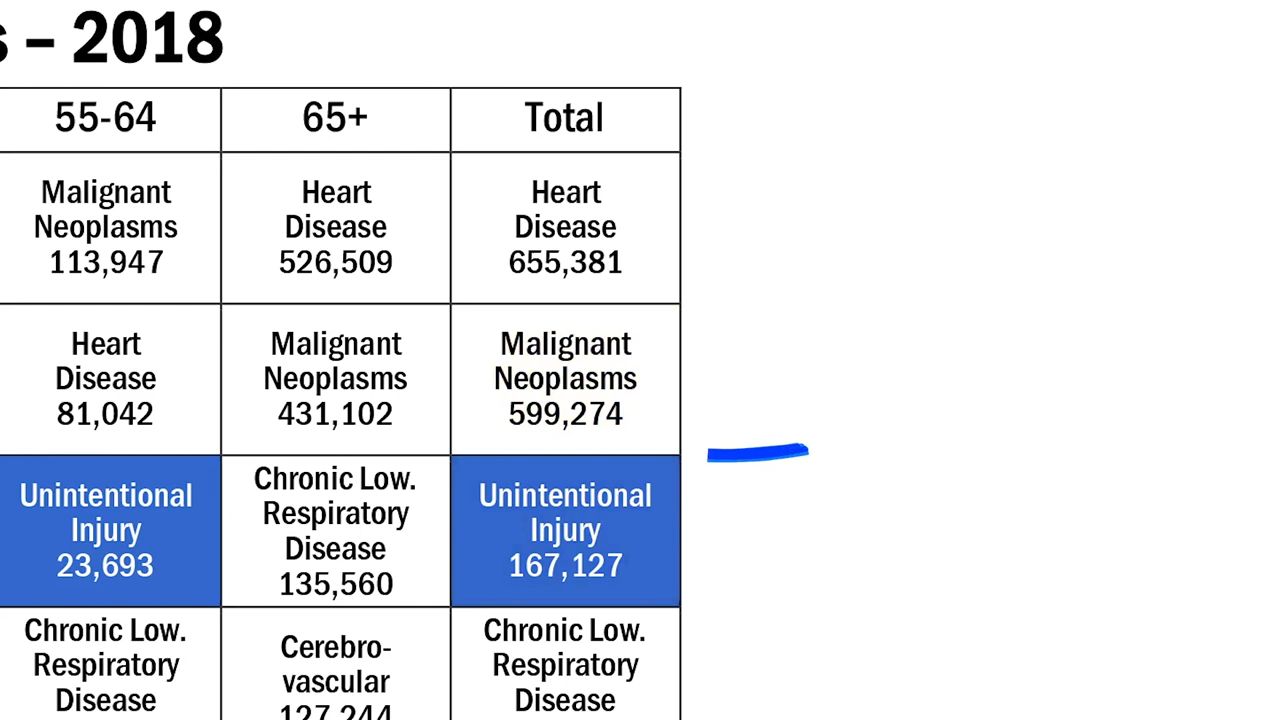 – 2018
55-64 65+ Total
Malignant
Neoplasms
113,947
Heart
Disease
526,509
Heart
Disease
655,381
Heart
Disease
81,042
Malignant
Neoplasms
431,102
Malignant
Neoplasms
599,274
Unintentional
Injury
23,693
Chronic Low.
Respiratory
Disease
135,560
Unintentional
Injury
167,127
Chronic Low.
Respiratory
Disease
Cerebro-
vascular
127,244
Chronic Low.
Respiratory
Disease